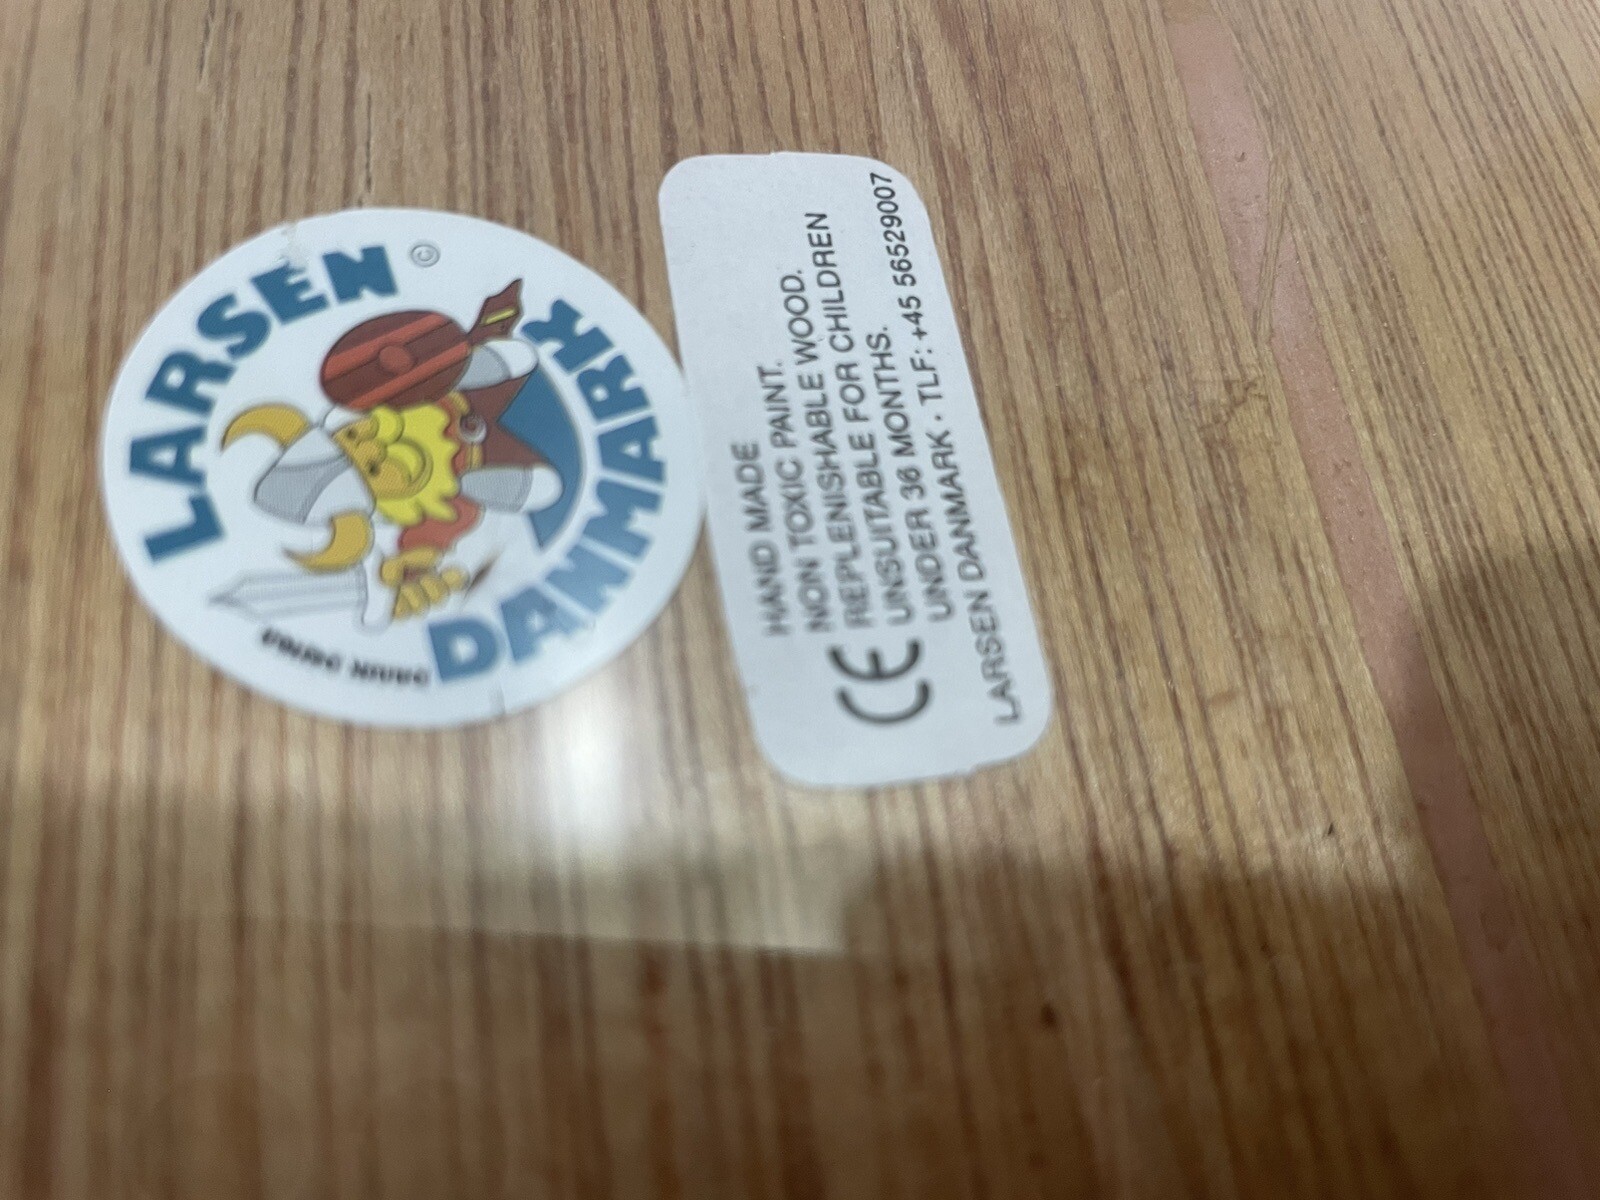 LARSEN ©
DANMARK
HAND MADE
NON TOXIC PAINT.
REPLENISHABLE WOOD.
UNSUITABLE FOR CHILDREN
UNDER 36 MONTHS.
LARSEN DANMARK · TLF: +45 56529007
CE